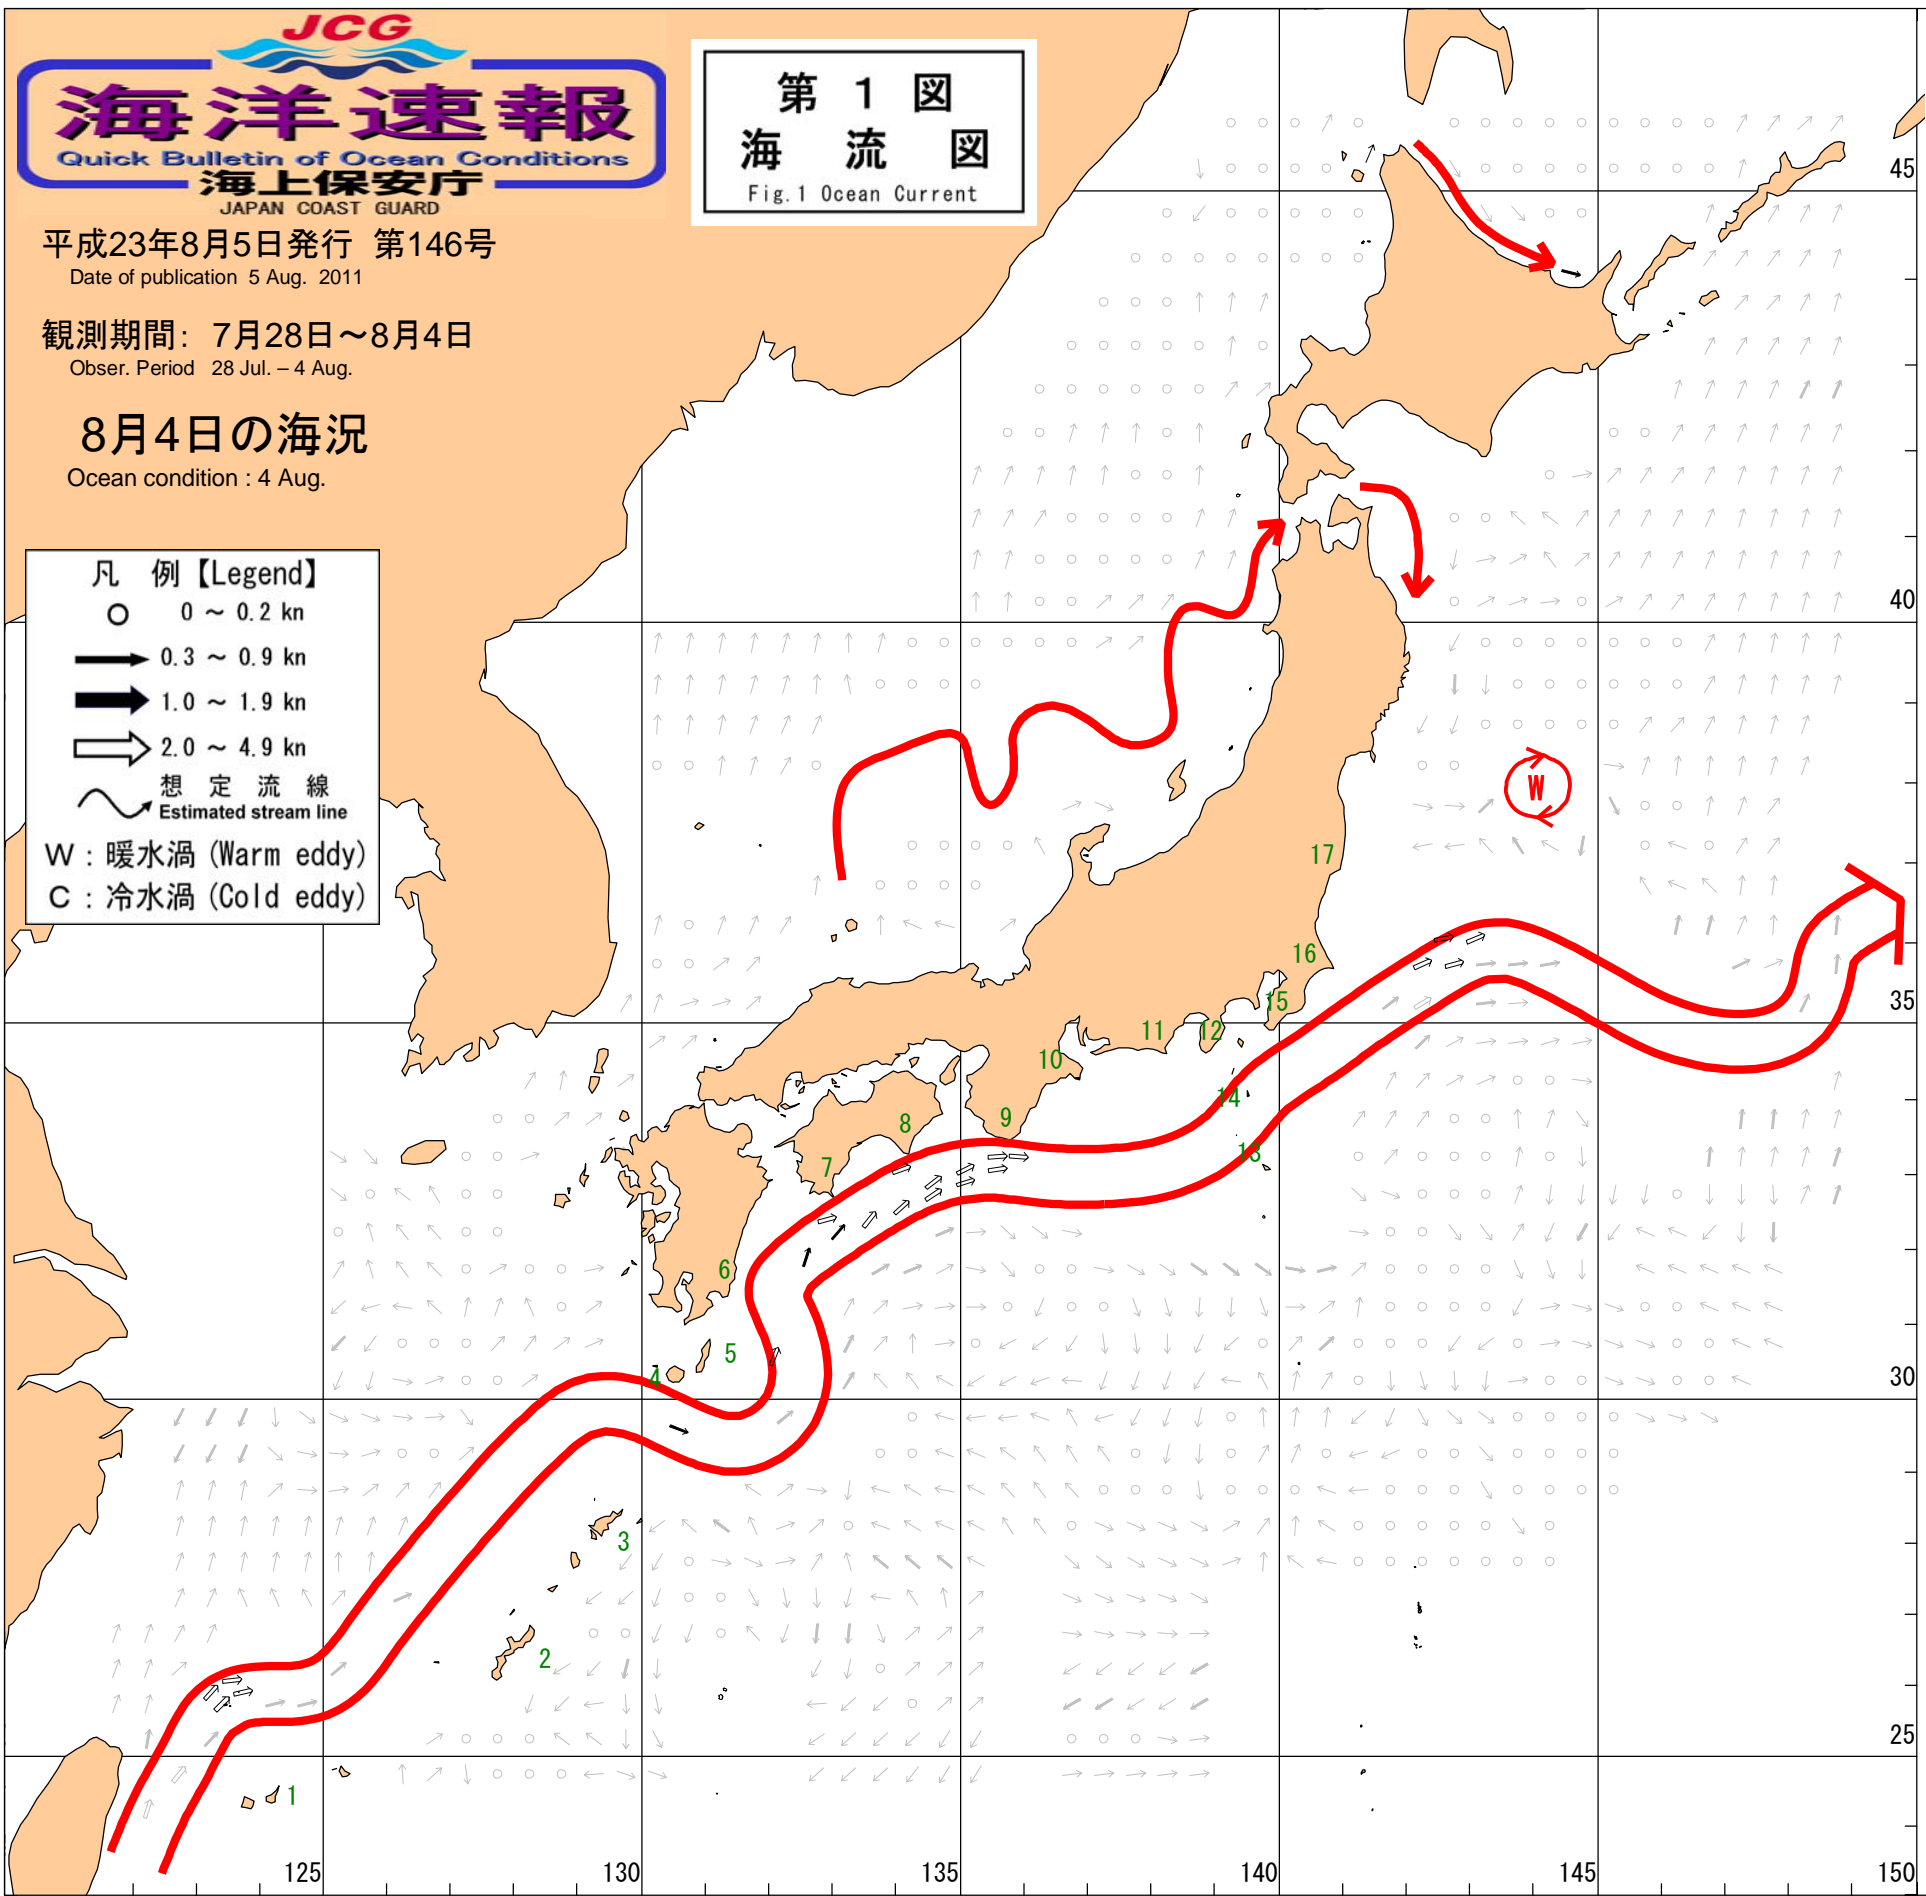 JCG
海洋速報
Quick Bulletin of Ocean Conditions
海上保安庁
JAPAN COAST GUARD
平成23年8月5日発行 第146号
Date of publication 5 Aug. 2011
観測期間： 7月28日～8月4日
Obser. Period 28 Jul. – 4 Aug.
8月4日の海況
Ocean condition : 4 Aug.
第 1 図
海 流 図
Fig.1 Ocean Current
凡 例【Legend】
0 ～ 0.2 kn
0.3 ～ 0.9 kn
1.0 ～ 1.9 kn
2.0 ～ 4.9 kn
想 定 流 線
Estimated stream line
W : 暖水渦 (Warm eddy)
C : 冷水渦 (Cold eddy)
45
40
W
17
16
35
15
12
11
10
14
9
8
13
7
6
5
4
30
3
2
25
1
125
130
135
140
145
150